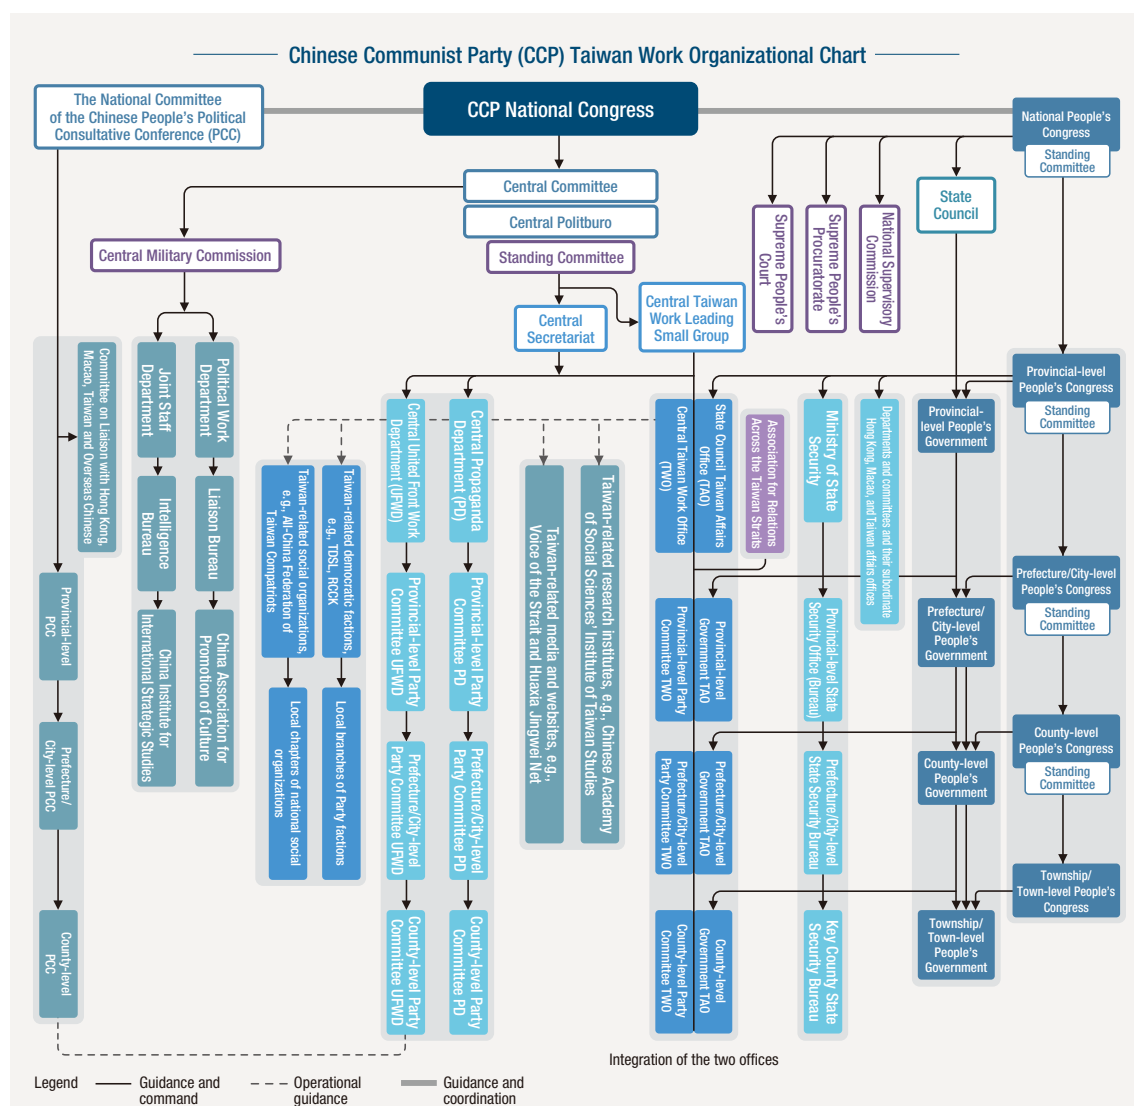 Chinese Communist Party (CCP) Taiwan Work Organizational Chart
The National Committee
of the Chinese People's Political
Consultative Conference (PCC)
CCP National Congress
National People's
Congress
Standing
Committee
Central Committee
Central Politburo
Standing Committee
Central Military Commission
State
Council
Supreme People's
Court
Supreme People's
Procuratorate
National Supervisory
Commission
Central
Secretariat
Central Taiwan
Work Leading
Small Group
Committee on Liaison with Hong Kong,
Macao, Taiwan and Overseas Chinese
Joint Staff
Department
Political Work
Department
Intelligence
Bureau
Liaison Bureau
China Institute for
International Strategic Studies
China Association for
Promotion of Culture
Provincial-level
PCC
Prefecture/
City-level PCC
County-level
PCC
Taiwan-related social organizations,
e.g., All-China Federation of
Taiwan Compatriots
Taiwan-related democratic factions,
e.g., TDSL, RCCK
Local chapters of national social
organizations
Local branches of Party factions
Central United Front Work
Department (UFWD)
Central Propaganda
Department (PD)
Provincial-level Party
Committee UFWD
Provincial-level Party
Committee PD
Prefecture/City-level
Party Committee UFWD
Prefecture/City-level
Party Committee PD
County-level Party
Committee UFWD
County-level Party
Committee PD
Taiwan-related media and websites, e.g.,
Voice of the Strait and Huaxia Jingwei Net
Taiwan-related research institutes, e.g., Chinese Academy
of Social Sciences' Institute of Taiwan Studies
Central Taiwan Work Office
(TWO)
State Council Taiwan Affairs
Office (TAO)
Association for Relations
Across the Taiwan Straits
Provincial-level Party
Committee TWO
Provincial-level
Government TAO
Prefecture/City-level
Party Committee TWO
Prefecture/City-level
Government TAO
County-level Party
Committee TWO
County-level
Government TAO
Ministry of State
Security
Provincial-level State
Security Office (Bureau)
Prefecture/City-level
State Security Bureau
Key County State
Security Bureau
Departments and committees and their subordinate
Hong Kong, Macao, and Taiwan affairs offices
Provincial-
level People's
Government
Prefecture/
City-level
People's
Government
County-level
People's
Government
Township/
Town-level
People's
Government
Provincial-level
People's Congress
Standing
Committee
Prefecture/City-level
People's Congress
Standing
Committee
County-level
People's Congress
Standing
Committee
Township/
Town-level People's
Congress
Integration of the two offices
Legend
Guidance and
command
Operational
guidance
Guidance and
coordination